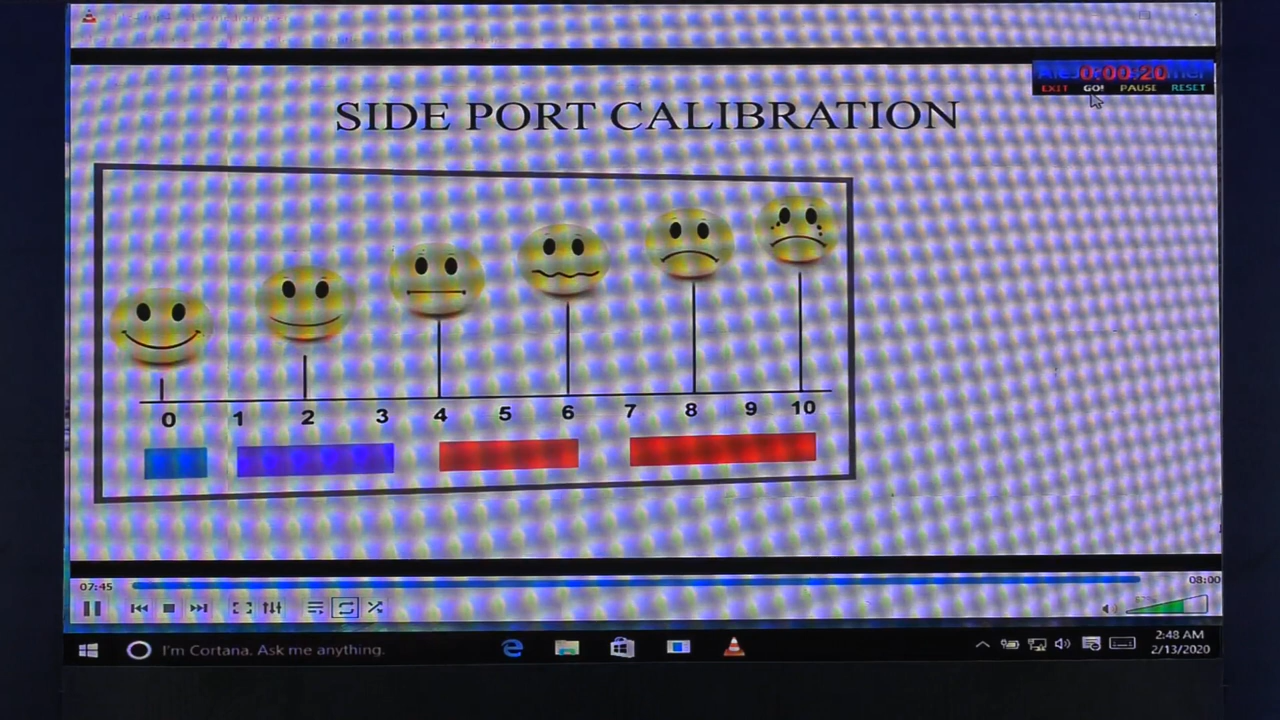 0:00:20
EXIT GO! PAUSE RESET
SIDE PORT CALIBRATION
0 1 2 3 4 5 6 7 8 9 10
07:45
08:00
I'm Cortana. Ask me anything.
2:48 AM
2/13/2020